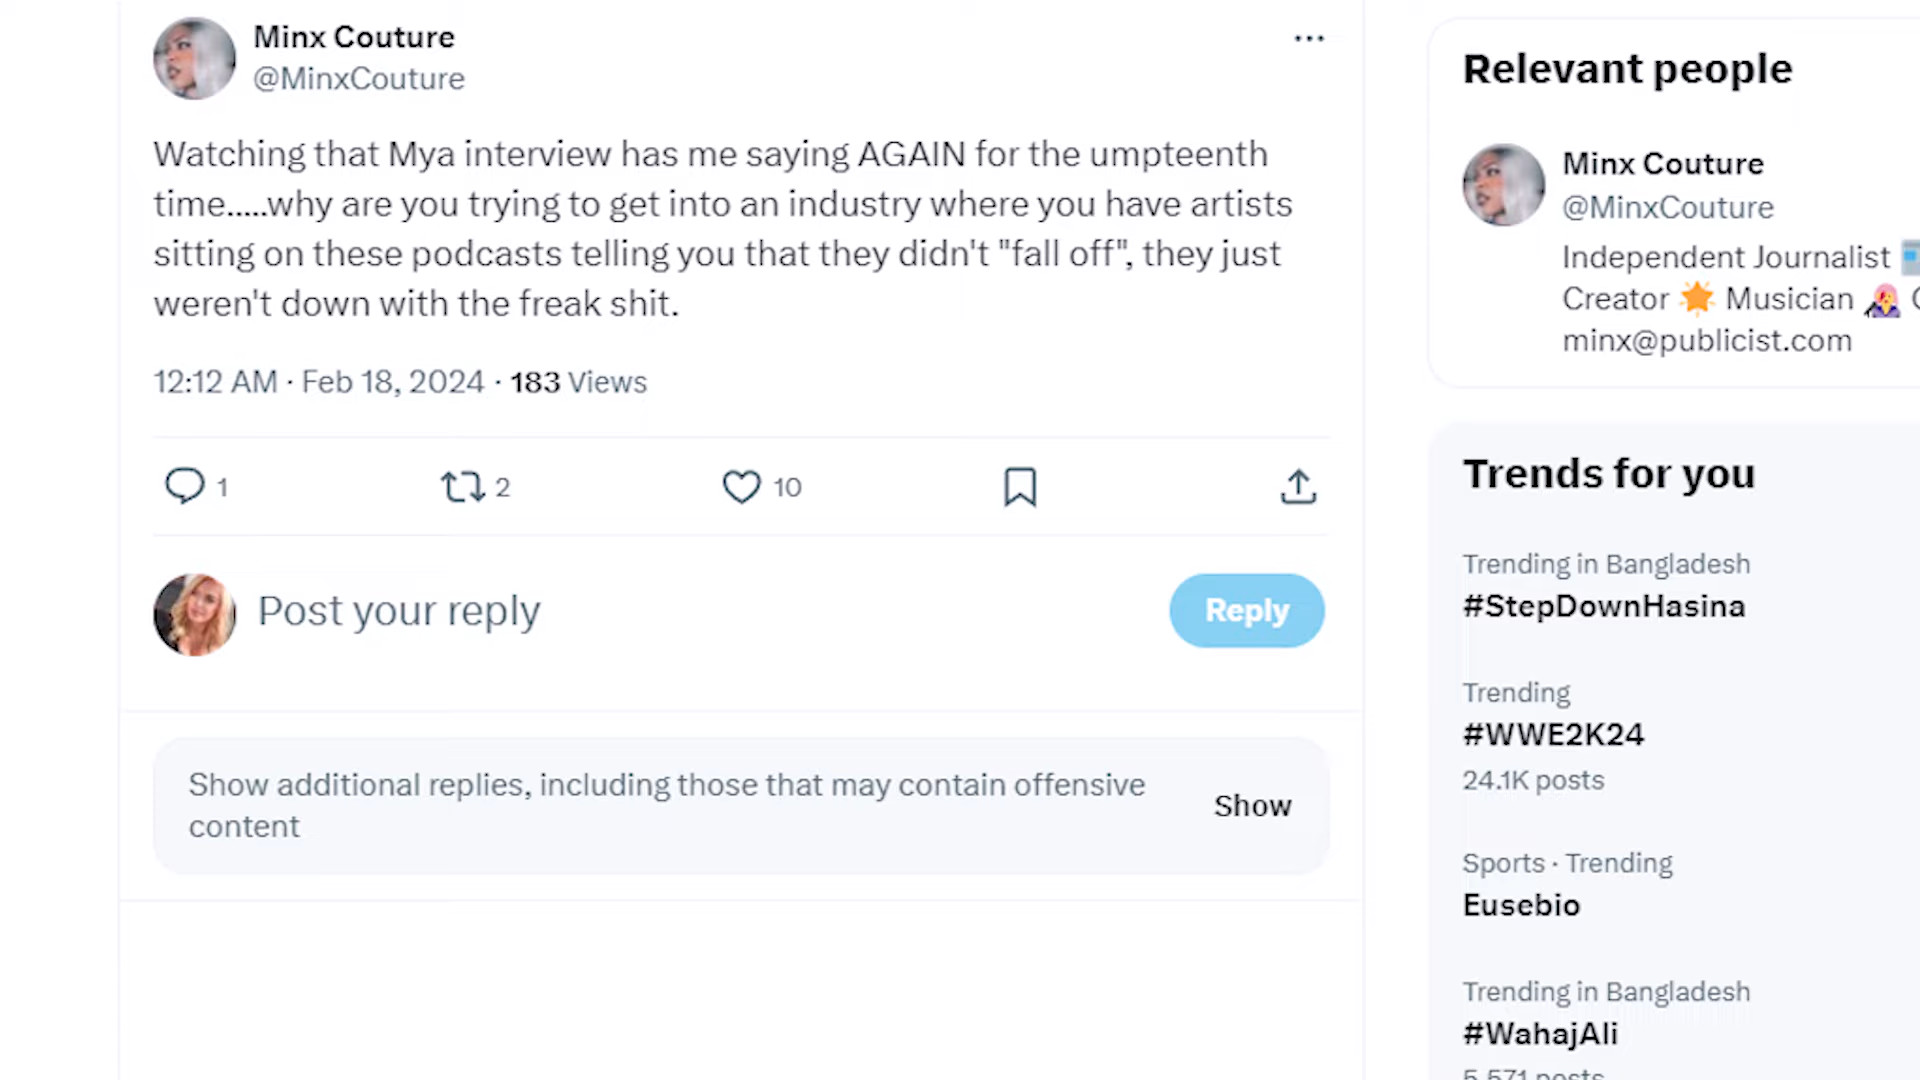 Minx Couture
@MinxCouture
Watching that Mya interview has me saying AGAIN for the umpteenth
time.....why are you trying to get into an industry where you have artists
sitting on these podcasts telling you that they didn't "fall off", they just
weren't down with the freak shit.
12:12 AM · Feb 18, 2024 · 183 Views
1
2
10
Post your reply
Reply
Show additional replies, including those that may contain offensive
content
Show
Relevant people
Minx Couture
@MinxCouture
Independent Journalist
Creator 🌟 Musician
minx@publicist.com
Trends for you
Trending in Bangladesh
#StepDownHasina
Trending
#WWE2K24
24.1K posts
Sports · Trending
Eusebio
Trending in Bangladesh
#WahajAli
5,571 posts